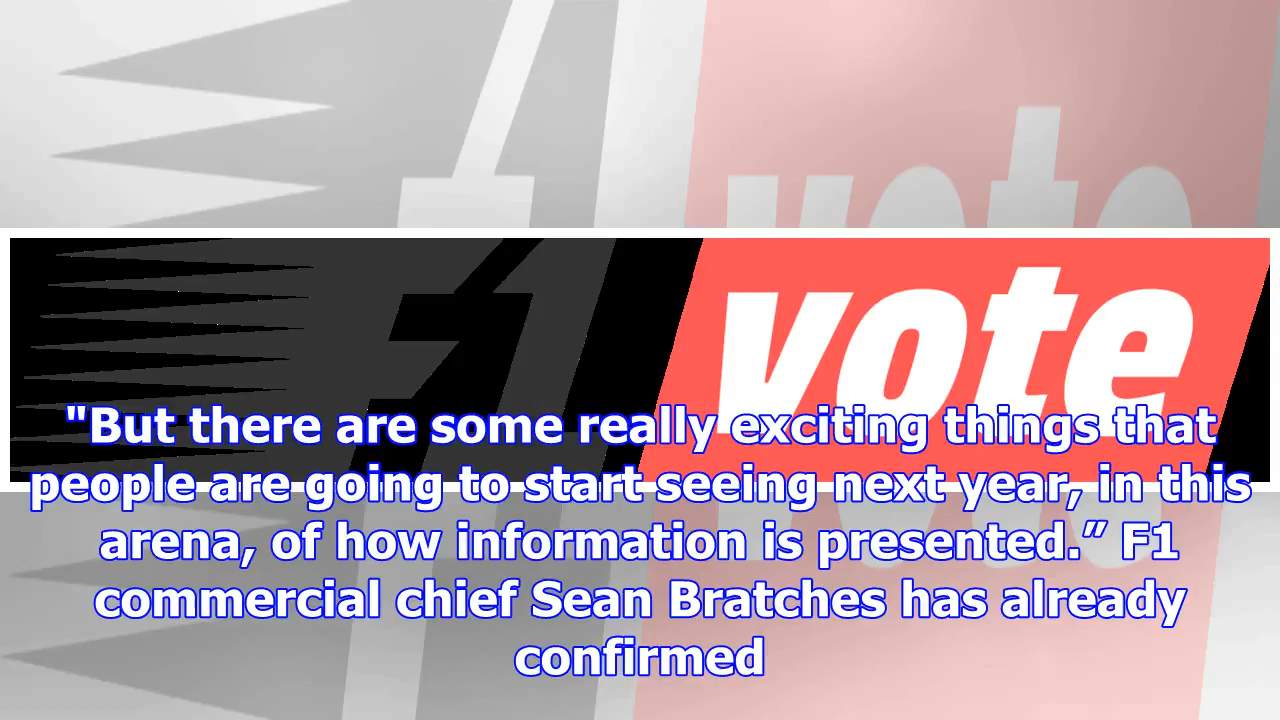 F1 vote
"But there are some really exciting things that
people are going to start seeing next year, in this
arena, of how information is presented.” F1
commercial chief Sean Bratches has already
confirmed